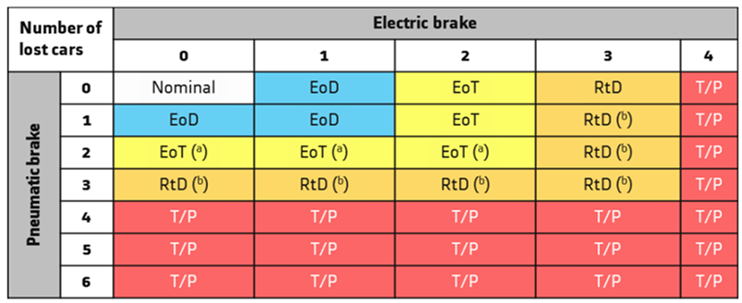 Number of lost cars Electric brake
0 1 2 3 4
Pneumatic brake
0 Nominal EoD EoT RtD T/P
1 EoD EoD EoT RtD (b) T/P
2 EoT (a) EoT (a) EoT (a) RtD (b) T/P
3 RtD (b) RtD (b) RtD (b) RtD (b) T/P
4 T/P T/P T/P T/P T/P
5 T/P T/P T/P T/P T/P
6 T/P T/P T/P T/P T/P